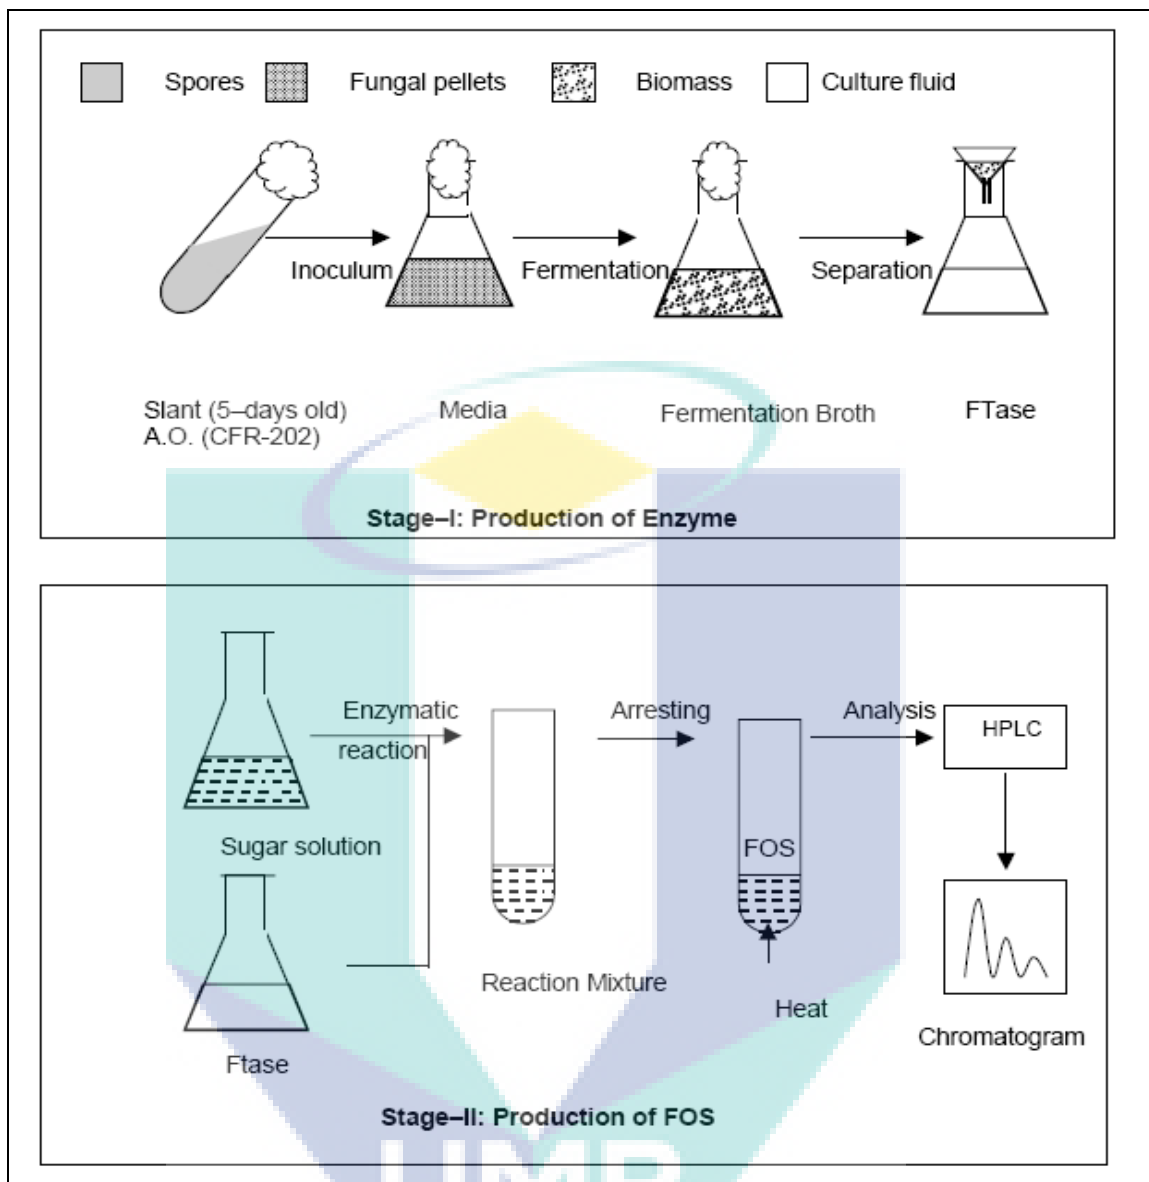 Spores Fungal pellets Biomass Culture fluid
Inoculum Fermentation Separation
Slant (5–days old) Media Fermentation Broth FTase
A.O. (CFR-202)
Stage–I: Production of Enzyme
Enzymatic Arresting Analysis HPLC
reaction
Sugar solution FOS
Reaction Mixture
Heat
Chromatogram
Ftase
Stage–II: Production of FOS
UMP